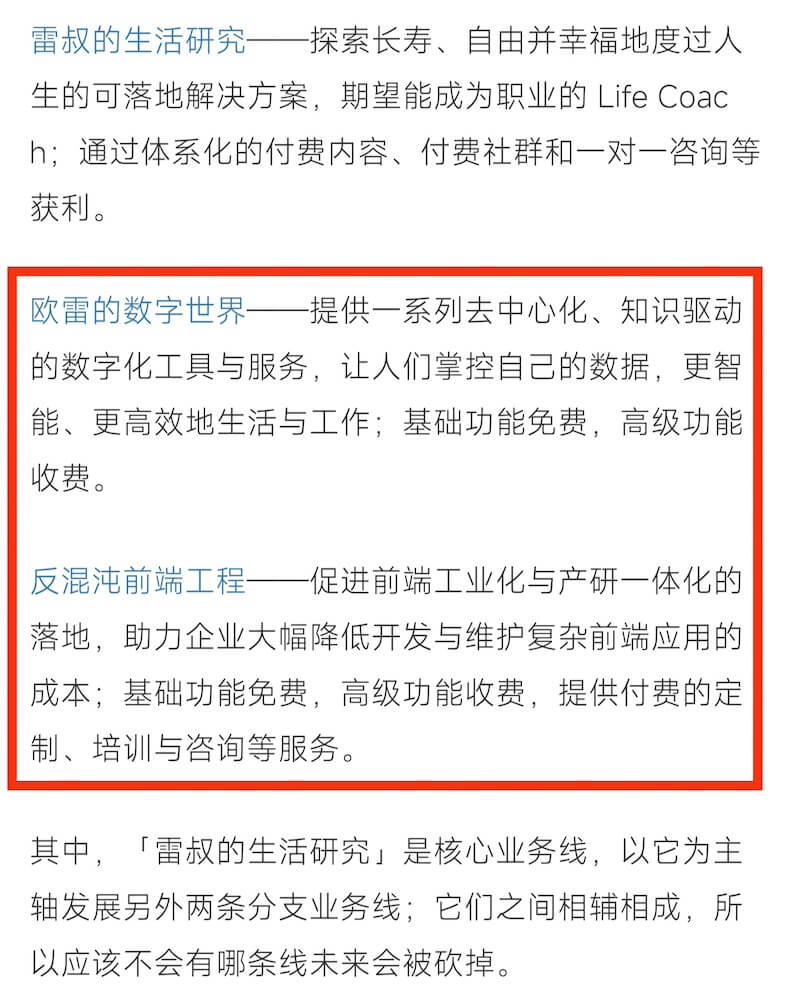 雷叔的生活研究——探索长寿、自由并幸福地度过人
生的可落地解决方案，期望能成为职业的 Life Coac
h；通过体系化的付费内容、付费社群和一对一咨询等
获利。
欧雷的数字世界——提供一系列去中心化、知识驱动
的数字化工具与服务，让人们掌控自己的数据，更智
能、更高效地生活与工作；基础功能免费，高级功能
收费。
反混沌前端工程——促进前端工业化与产研一体化的
落地，助力企业大幅降低开发与维护复杂前端应用的
成本；基础功能免费，高级功能收费，提供付费的定
制、培训与咨询等服务。
其中，「雷叔的生活研究」是核心业务线，以它为主
轴发展另外两条分支业务线；它们之间相辅相成，所
以应该不会有哪条线未来会被砍掉。